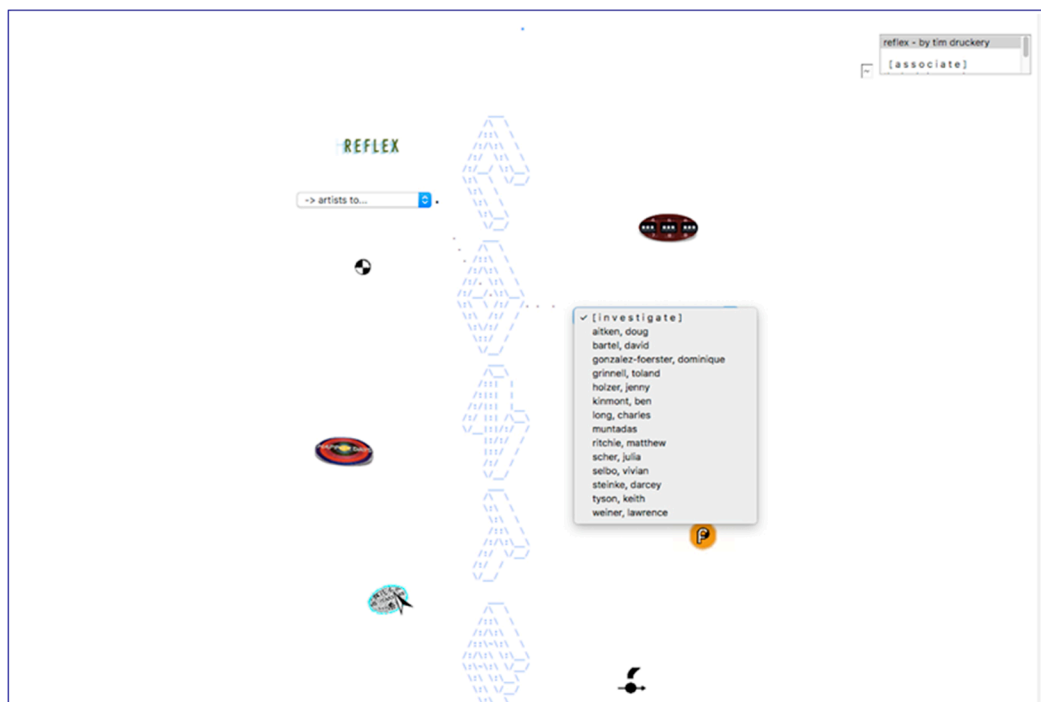 reflex - by tim druckery
[associate]
REFLEX
-> artists to...
✓ [investigate]
aitken, doug
bartel, david
gonzalez-foerster, dominique
grinnell, toland
holzer, jenny
kinmont, ben
long, charles
muntadas
ritchie, matthew
scher, julia
selbo, vivian
steinke, darcey
tyson, keith
weiner, lawrence